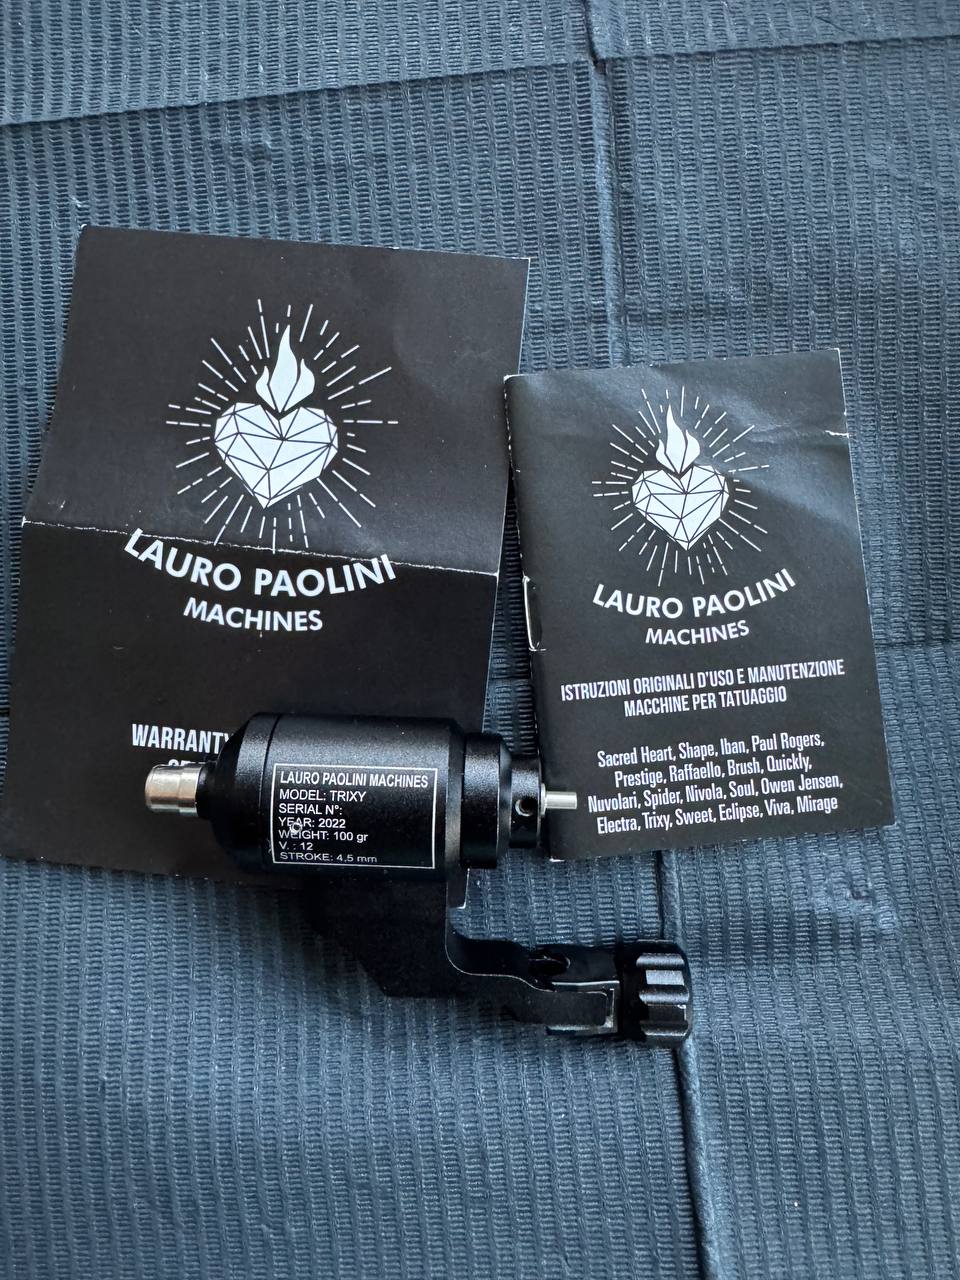 LAURO PAOLINI
MACHINES
WARRANTY
LAURO PAOLINI
MACHINES
ISTRUZIONI ORIGINALI D'USO E MANUTENZIONE
MACCHINE PER TATUAGGIO
Sacred Heart, Shape, Iban, Paul Rogers,
Prestige, Raffaello, Brush, Quickly,
Nuvolari, Spider, Nivola, Soul, Owen Jensen,
Electra, Trixy, Sweet, Eclipse, Viva, Mirage
LAURO PAOLINI MACHINES
MODEL: TRIXY
SERIAL N°:
YEAR: 2022
WEIGHT: 100 gr
V. : 12
STROKE: 4,5 mm